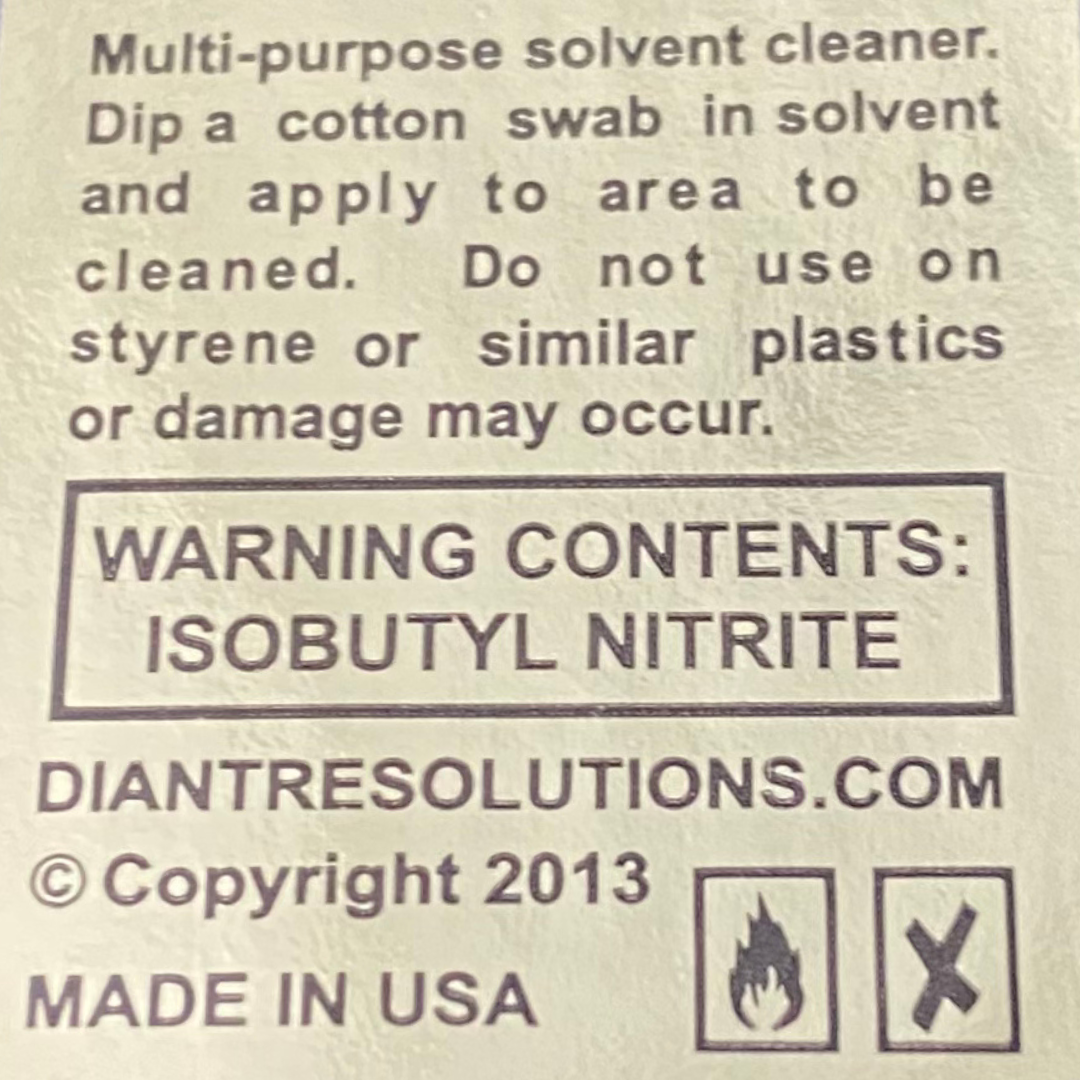 Multi-purpose solvent cleaner.
Dip a cotton swab in solvent
and apply to area to be
cleaned. Do not use on
styrene or similar plastics
or damage may occur.
WARNING CONTENTS:
ISOBUTYL NITRITE
DIANTRESOLUTIONS.COM
© Copyright 2013
MADE IN USA